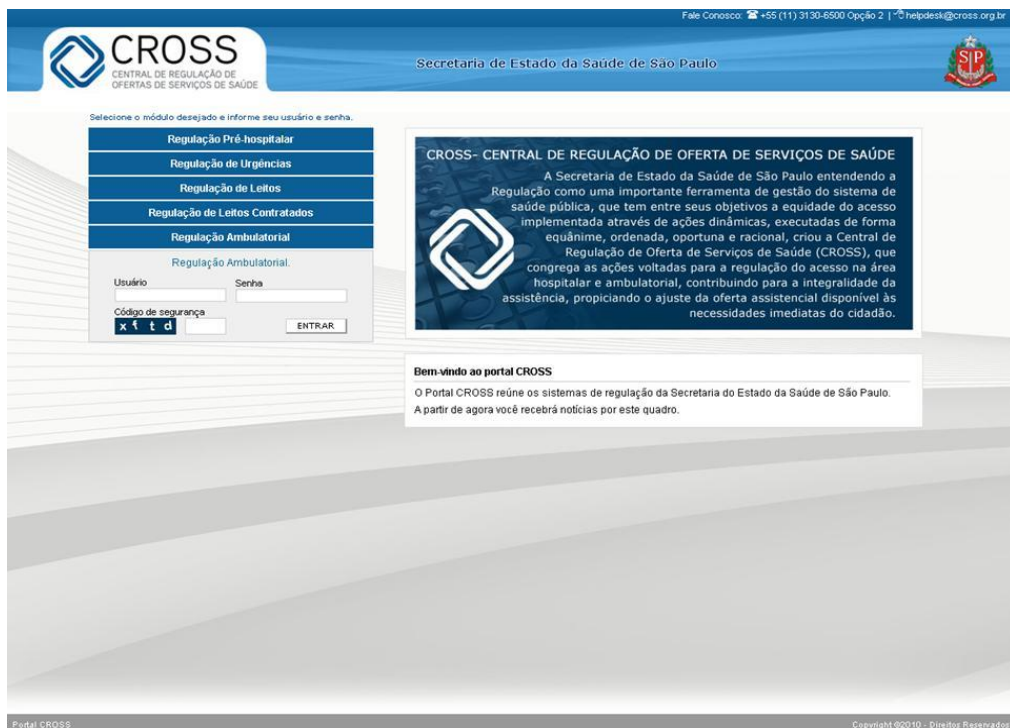 Fale Conosco: ☎ +55 (11) 3130-6500 Opção 2 | helpdesk@cross.org.br
CROSS
CENTRAL DE REGULAÇÃO DE
OFERTAS DE SERVIÇOS DE SAÚDE
Secretaria de Estado da Saúde de São Paulo
SP
Selecione o módulo desejado e informe seu usuário e senha.
Regulação Pré-hospitalar
Regulação de Urgências
Regulação de Leitos
Regulação de Leitos Contratados
Regulação Ambulatorial
Regulação Ambulatorial.
Usuário Senha
Código de segurança
x f t d ENTRAR
CROSS- CENTRAL DE REGULAÇÃO DE OFERTA DE SERVIÇOS DE SAÚDE
A Secretaria de Estado da Saúde de São Paulo entendendo a
Regulação como uma importante ferramenta de gestão do sistema de
saúde pública, que tem entre seus objetivos a equidade do acesso
implementada através de ações dinâmicas, executadas de forma
equânime, ordenada, oportuna e racional, criou a Central de
Regulação de Oferta de Serviços de Saúde (CROSS), que
congrega as ações voltadas para a regulação do acesso na área
hospitalar e ambulatorial, contribuindo para a integralidade da
assistência, propiciando o ajuste da oferta assistencial disponível às
necessidades imediatas do cidadão.
Bem-vindo ao portal CROSS
O Portal CROSS reúne os sistemas de regulação da Secretaria do Estado da Saúde de São Paulo.
A partir de agora você recebrá notícias por este quadro.
Portal CROSS Copyright ©2010 - Direitos Reservados